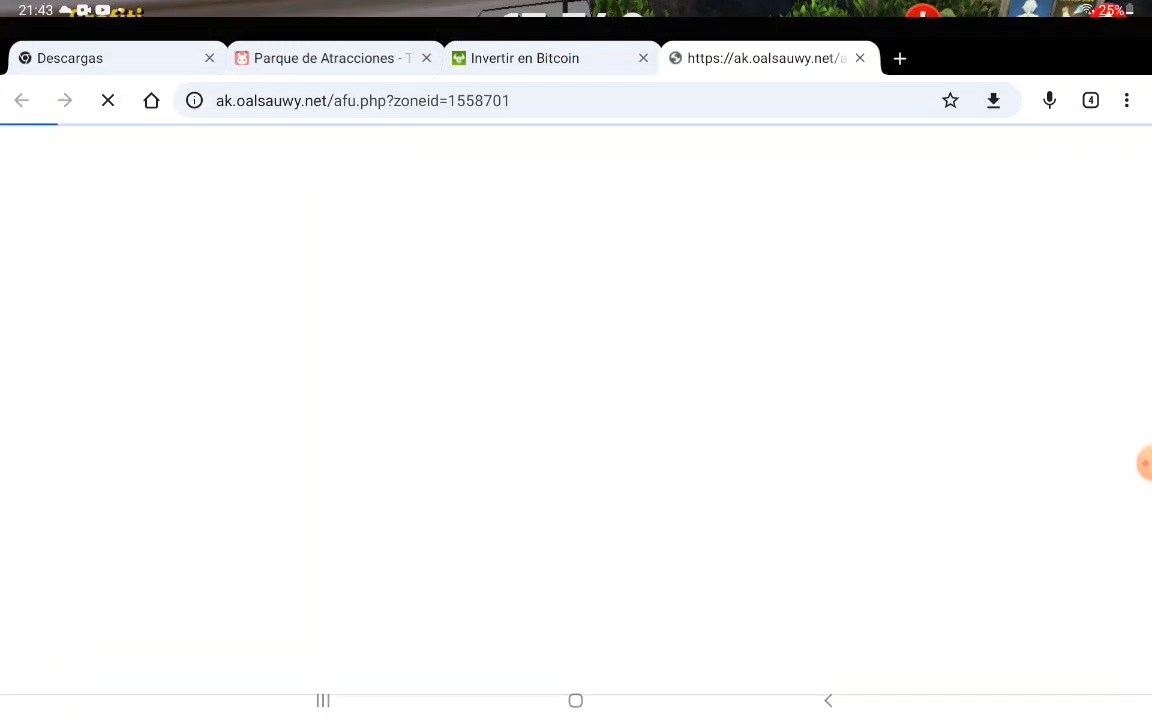 21:43
25%
Descargas
Parque de Atracciones - T
Invertir en Bitcoin
https://ak.oalsauwy.net/a
ak.oalsauwy.net/afu.php?zoneid=1558701
4